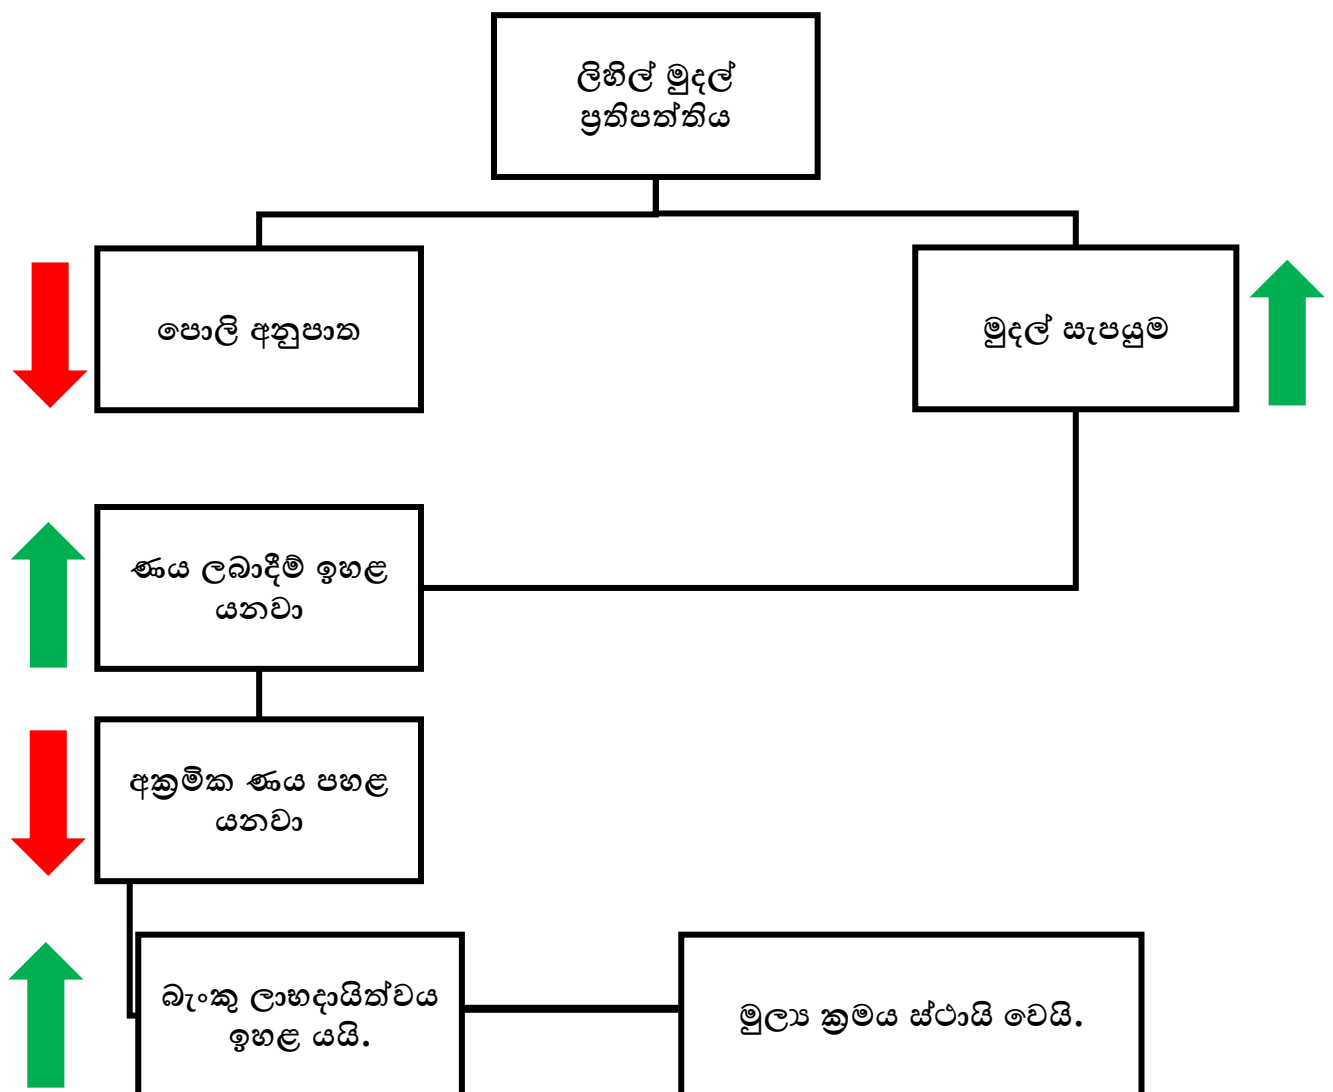 ලිහිල් මුදල්
ප්‍රතිපත්තිය
පොලි අනුපාත
මුදල් සැපයුම
ණය ලබාදීම් ඉහළ
යනවා
අක්‍රමික ණය පහළ
යනවා
බැංකු ලාභදායිත්වය
ඉහළ යයි.
මුල්‍ය ක්‍රමය ස්ථායි වෙයි.